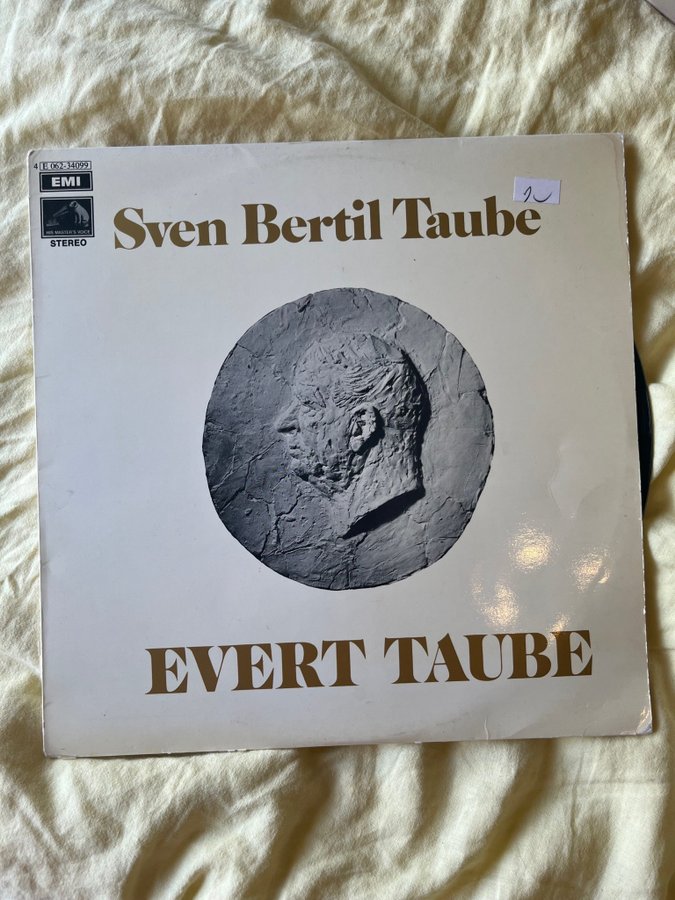 4 E 062-34099
EMI
HIS MASTER'S VOICE
STEREO
Sven Bertil Taube
EVERT TAUBE